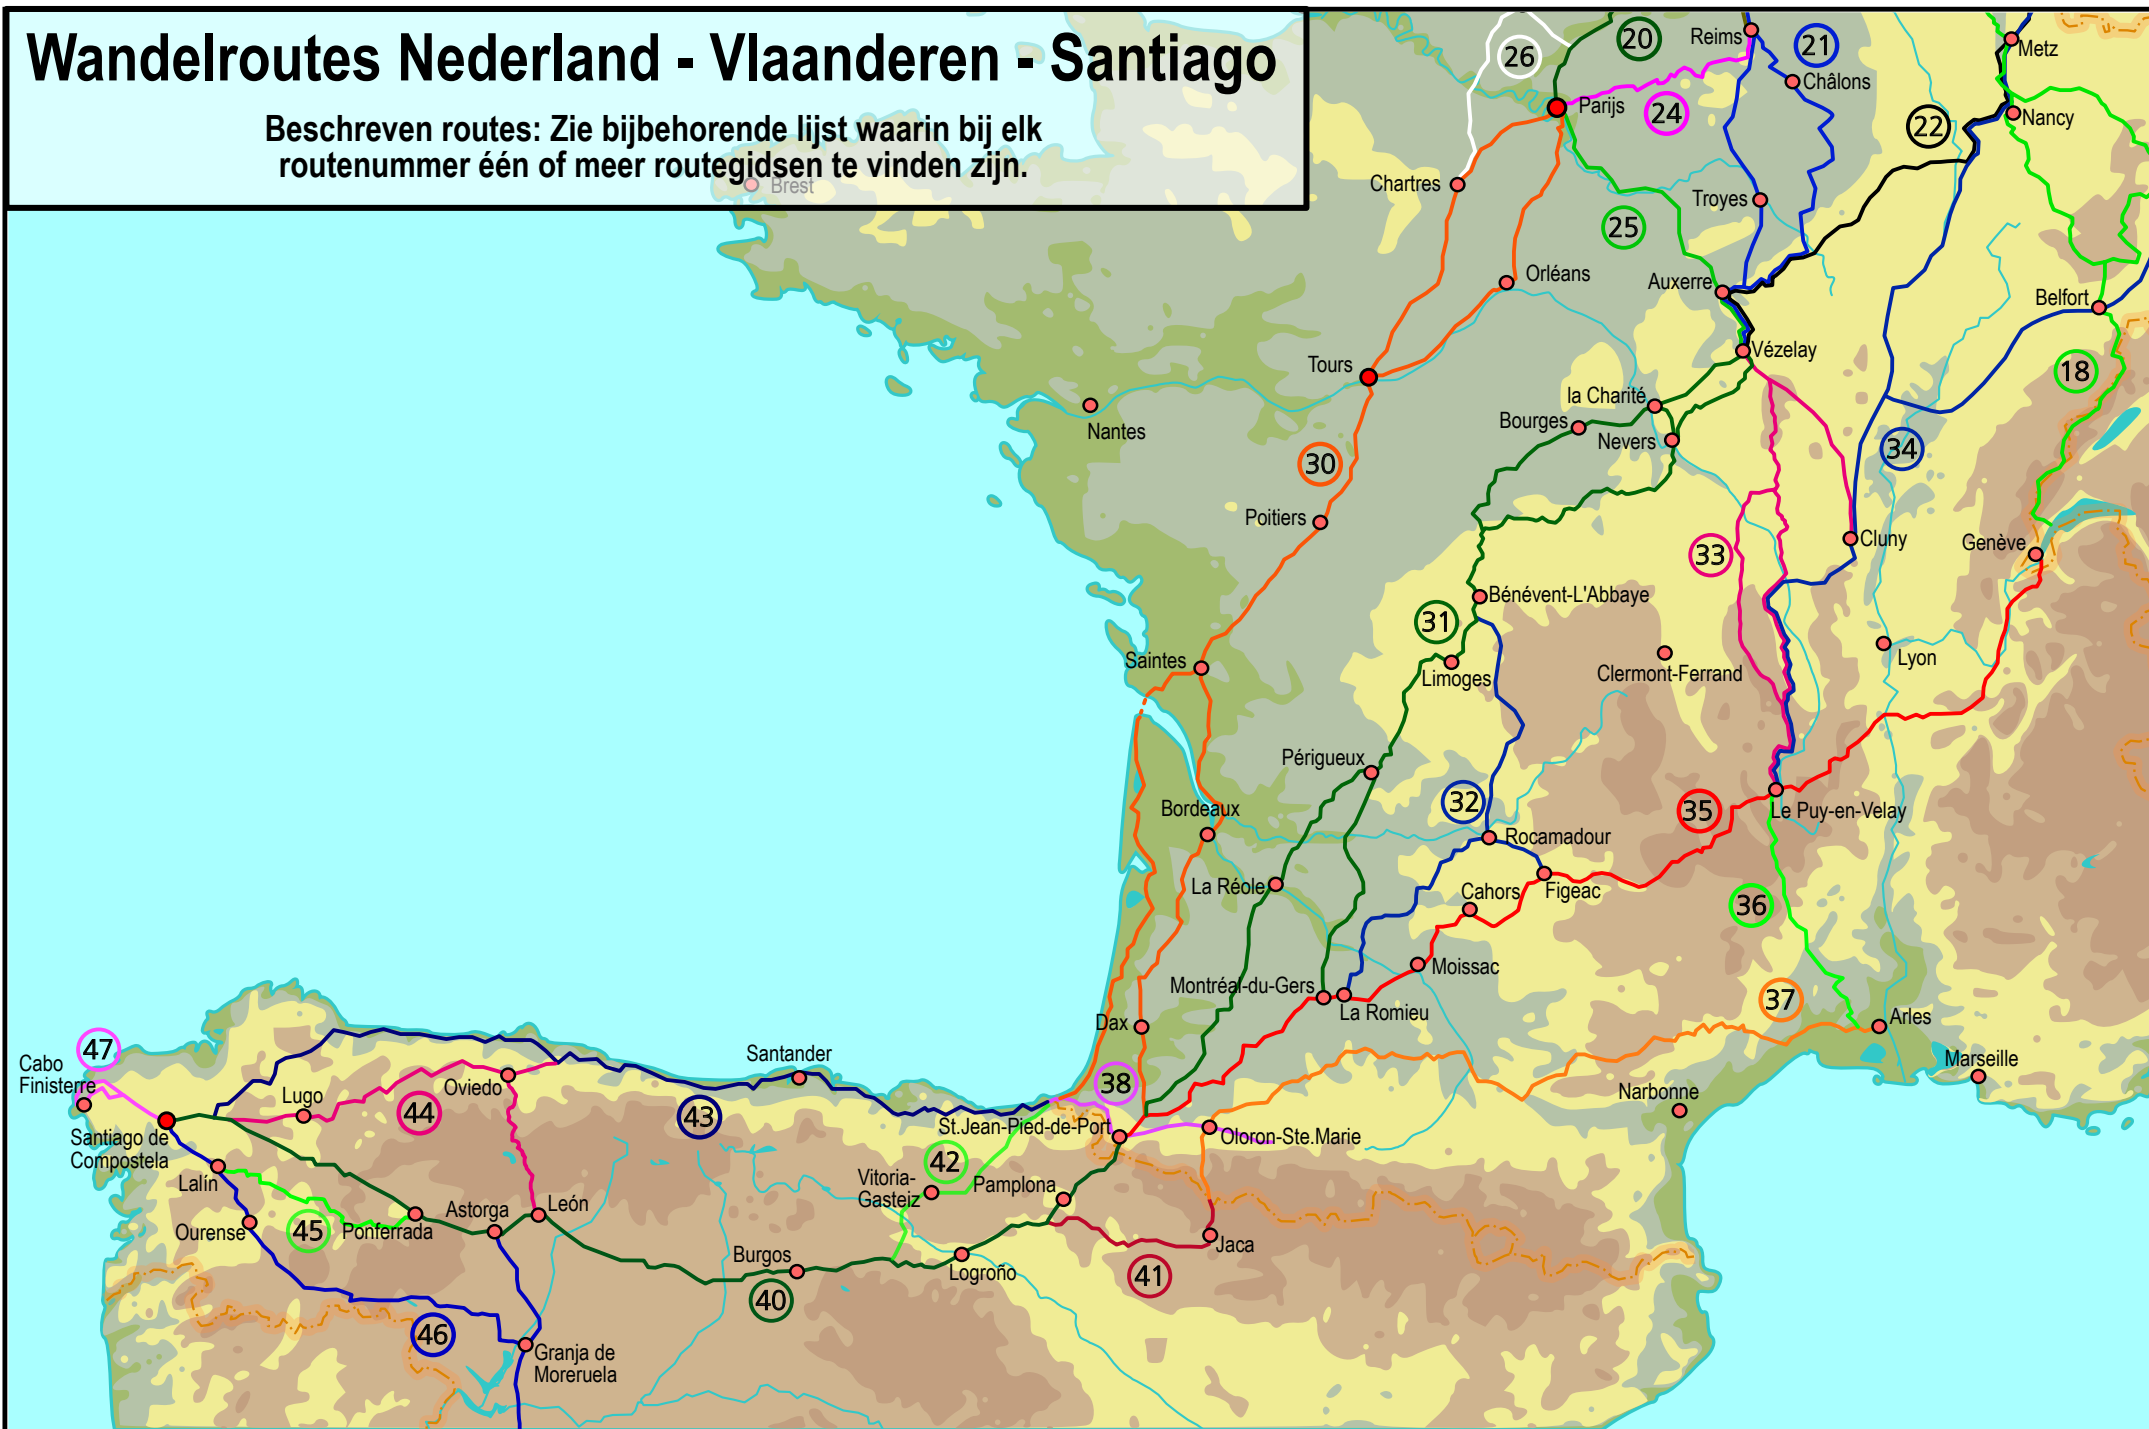 Wandelroutes Nederland - Vlaanderen - Santiago
Beschreven routes: Zie bijbehorende lijst waarin bij elk
routenummer één of meer routegidsen te vinden zijn.
Brest
26
20
Reims
21
Metz
Châlons
Parijs
24
Nancy
22
Chartres
Troyes
25
Orléans
Auxerre
Belfort
Vézelay
Tours
18
la Charité
Nantes
Bourges
Nevers
34
30
Poitiers
33
Cluny
Genève
Bénévent-L'Abbaye
31
Saintes
Limoges
Clermont-Ferrand
Lyon
Périgueux
32
Bordeaux
35
Le Puy-en-Velay
Rocamadour
La Réole
Cahors
Figeac
36
Moissac
Montréal-du-Gers
La Romieu
37
Dax
Arles
47
Cabo
Finisterre
Santander
Marseille
Oviedo
Lugo
44
43
38
Narbonne
St.Jean-Pied-de-Port
Oloron-Ste.Marie
Santiago de
Compostela
42
Vitoria-
Gasteiz
Pamplona
Lalín
Astorga
León
Ourense
45
Ponferrada
Jaca
Burgos
Logroño
41
40
46
Granja de
Moreruela